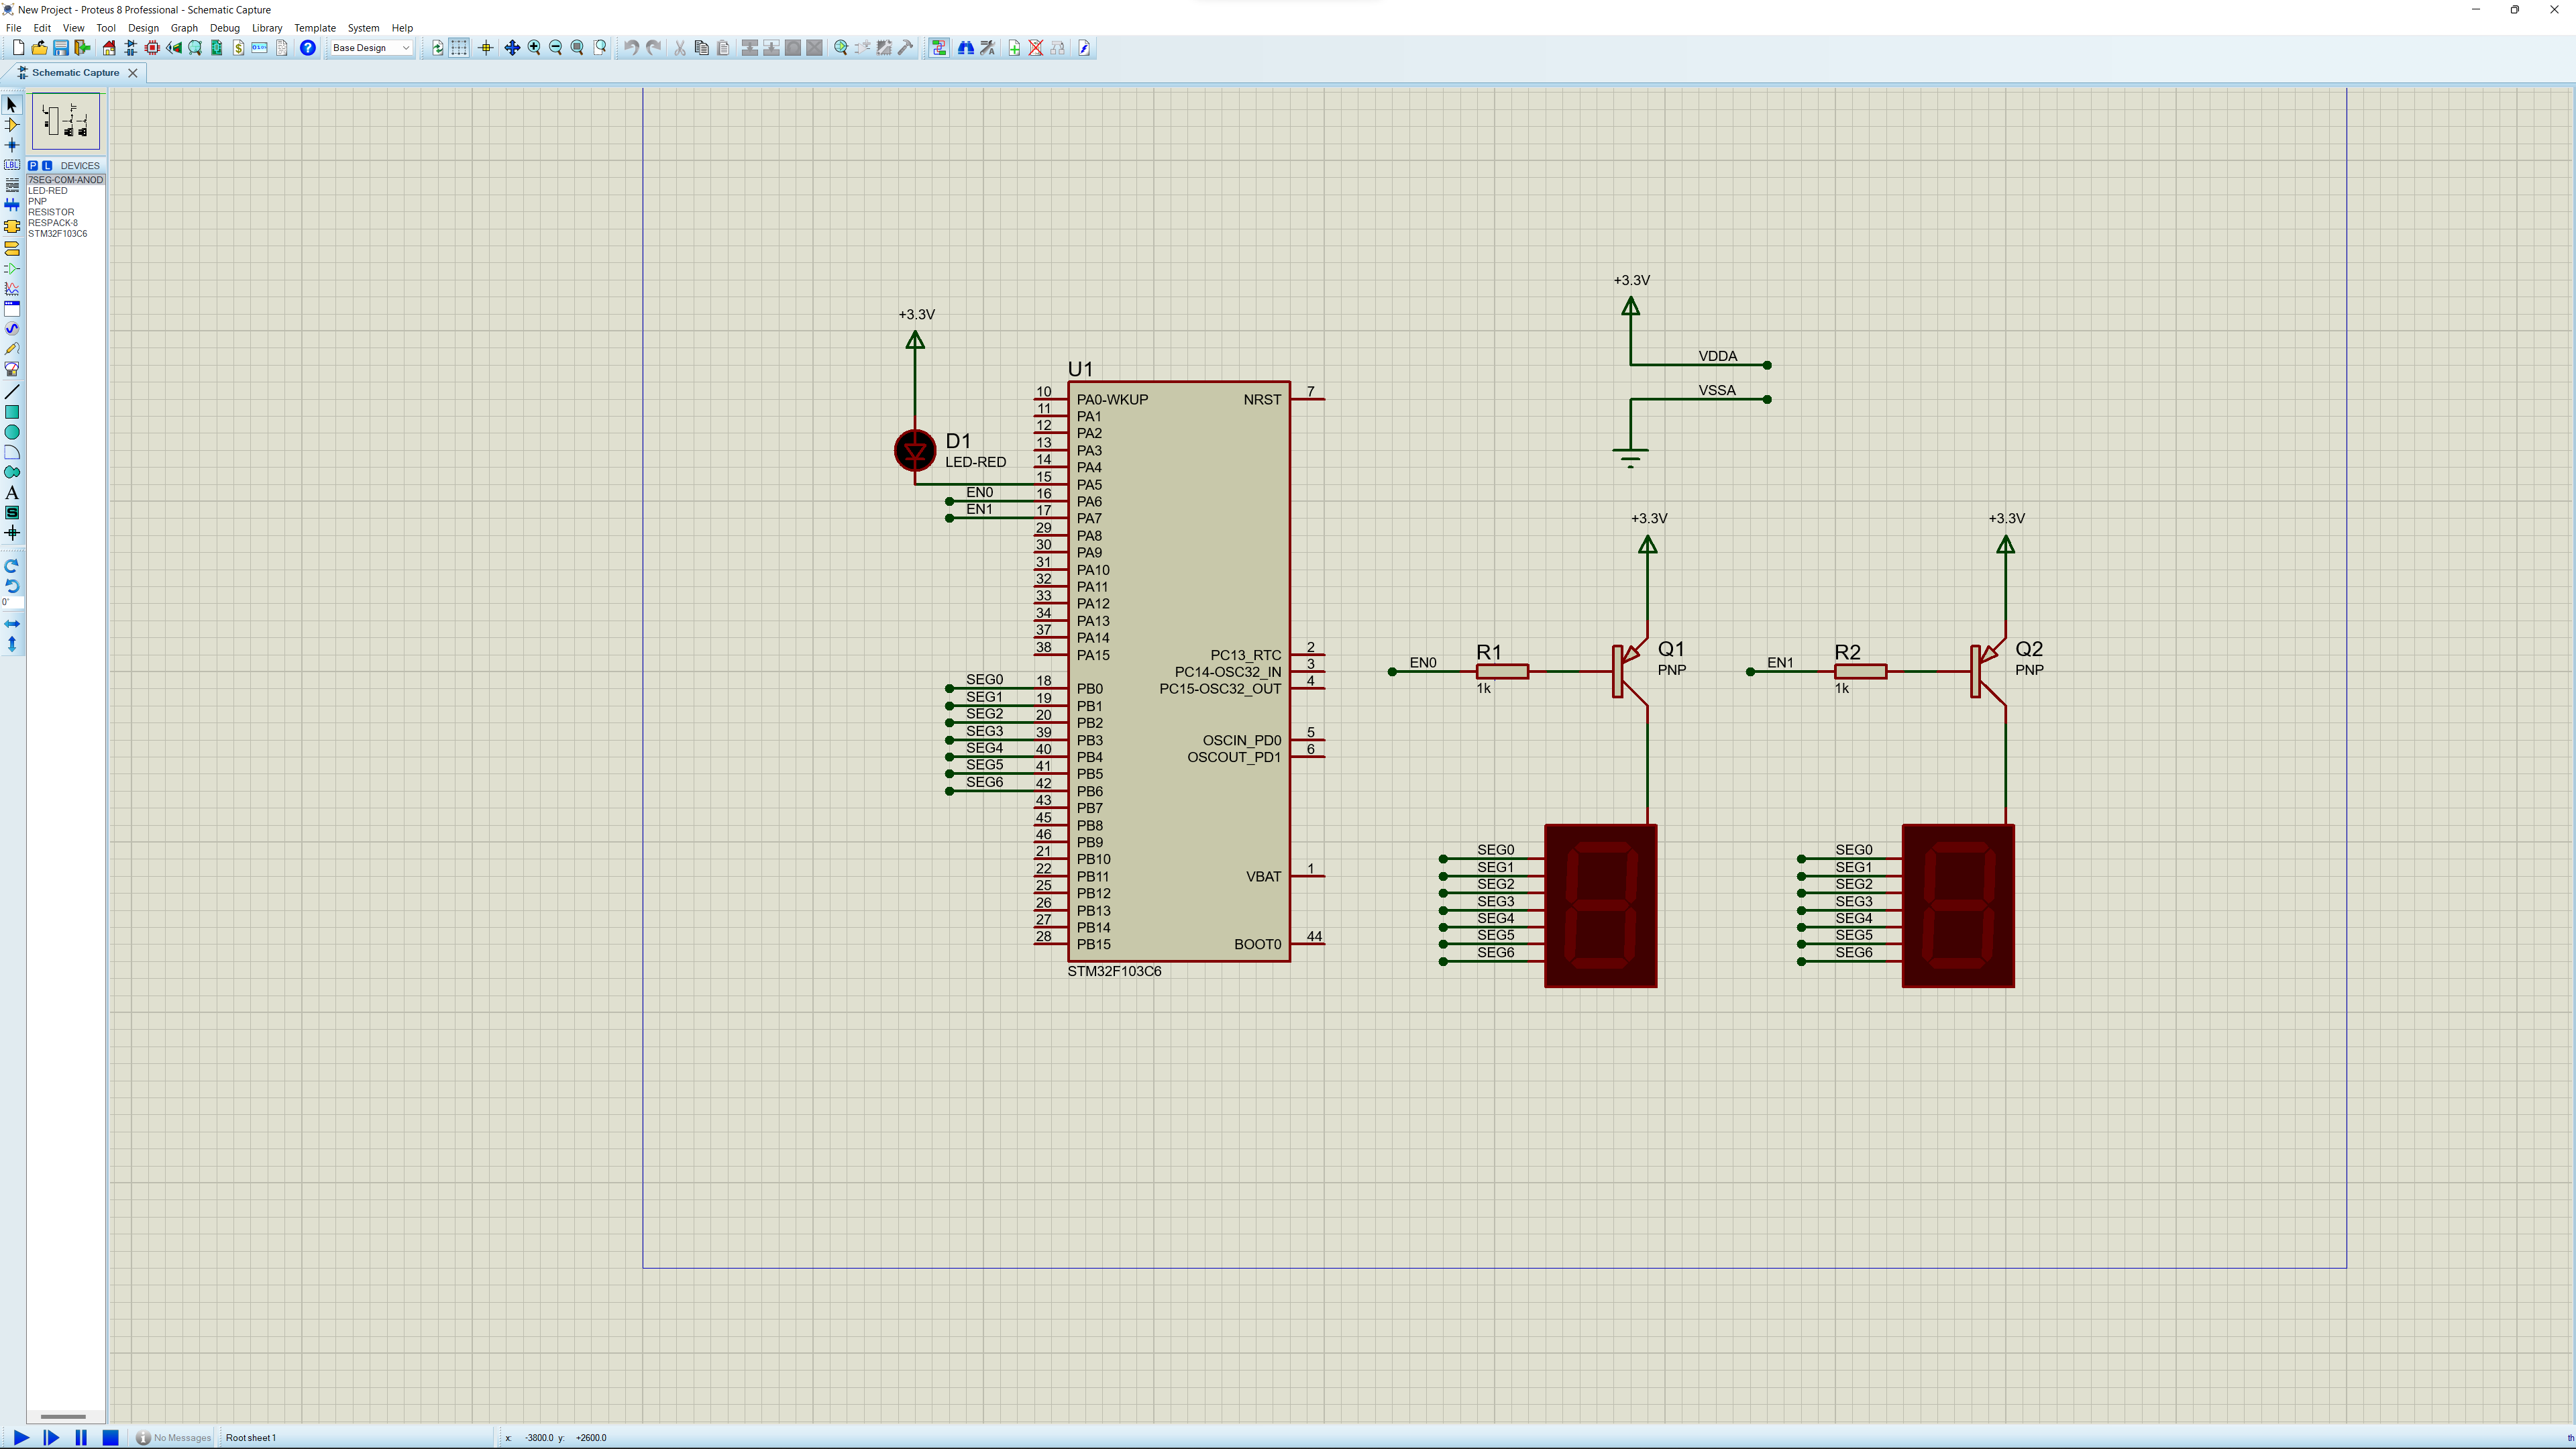 New Project - Proteus 8 Professional - Schematic Capture
File Edit View Tool Design Graph Debug Library Template System Help
Base Design
Schematic Capture
P L DEVICES
7SEG-COM-ANOD
LED-RED
PNP
RESISTOR
RESPACK-8
STM32F103C6
LBL
A
S
0°
+3.3V
D1
LED-RED
EN0
EN1
SEG0
SEG1
SEG2
SEG3
SEG4
SEG5
SEG6
U1
10 PA0-WKUP
11 PA1
12 PA2
13 PA3
14 PA4
15 PA5
16 PA6
17 PA7
29 PA8
30 PA9
31 PA10
32 PA11
33 PA12
34 PA13
37 PA14
38 PA15
18 PB0
19 PB1
20 PB2
39 PB3
40 PB4
41 PB5
42 PB6
43 PB7
45 PB8
46 PB9
21 PB10
22 PB11
25 PB12
26 PB13
27 PB14
28 PB15
NRST 7
PC13_RTC 2
PC14-OSC32_IN 3
PC15-OSC32_OUT 4
OSCIN_PD0 5
OSCOUT_PD1 6
VBAT 1
BOOT0 44
STM32F103C6
+3.3V
VDDA
VSSA
+3.3V
EN0
R1
1k
Q1
PNP
SEG0
SEG1
SEG2
SEG3
SEG4
SEG5
SEG6
+3.3V
EN1
R2
1k
Q2
PNP
SEG0
SEG1
SEG2
SEG3
SEG4
SEG5
SEG6
No Messages Root sheet 1 x: -3800.0 y: +2600.0 th